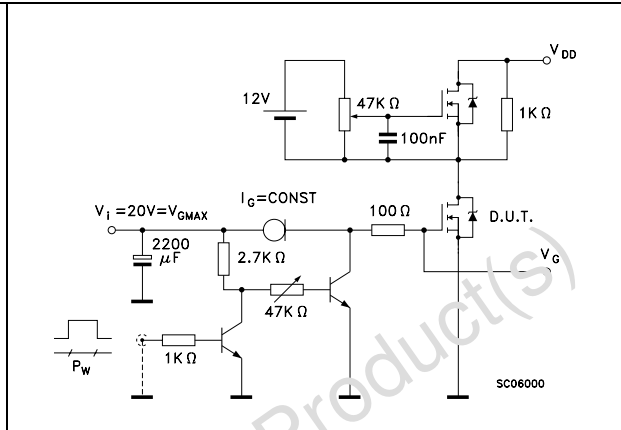 V DD
12V
47K Ω
1K Ω
100nF
I G =CONST
V i =20V=V GMAX
100 Ω
D.U.T.
2200
μF
2.7K Ω
V G
47K Ω
1K Ω
P W
SC06000
Product(s)